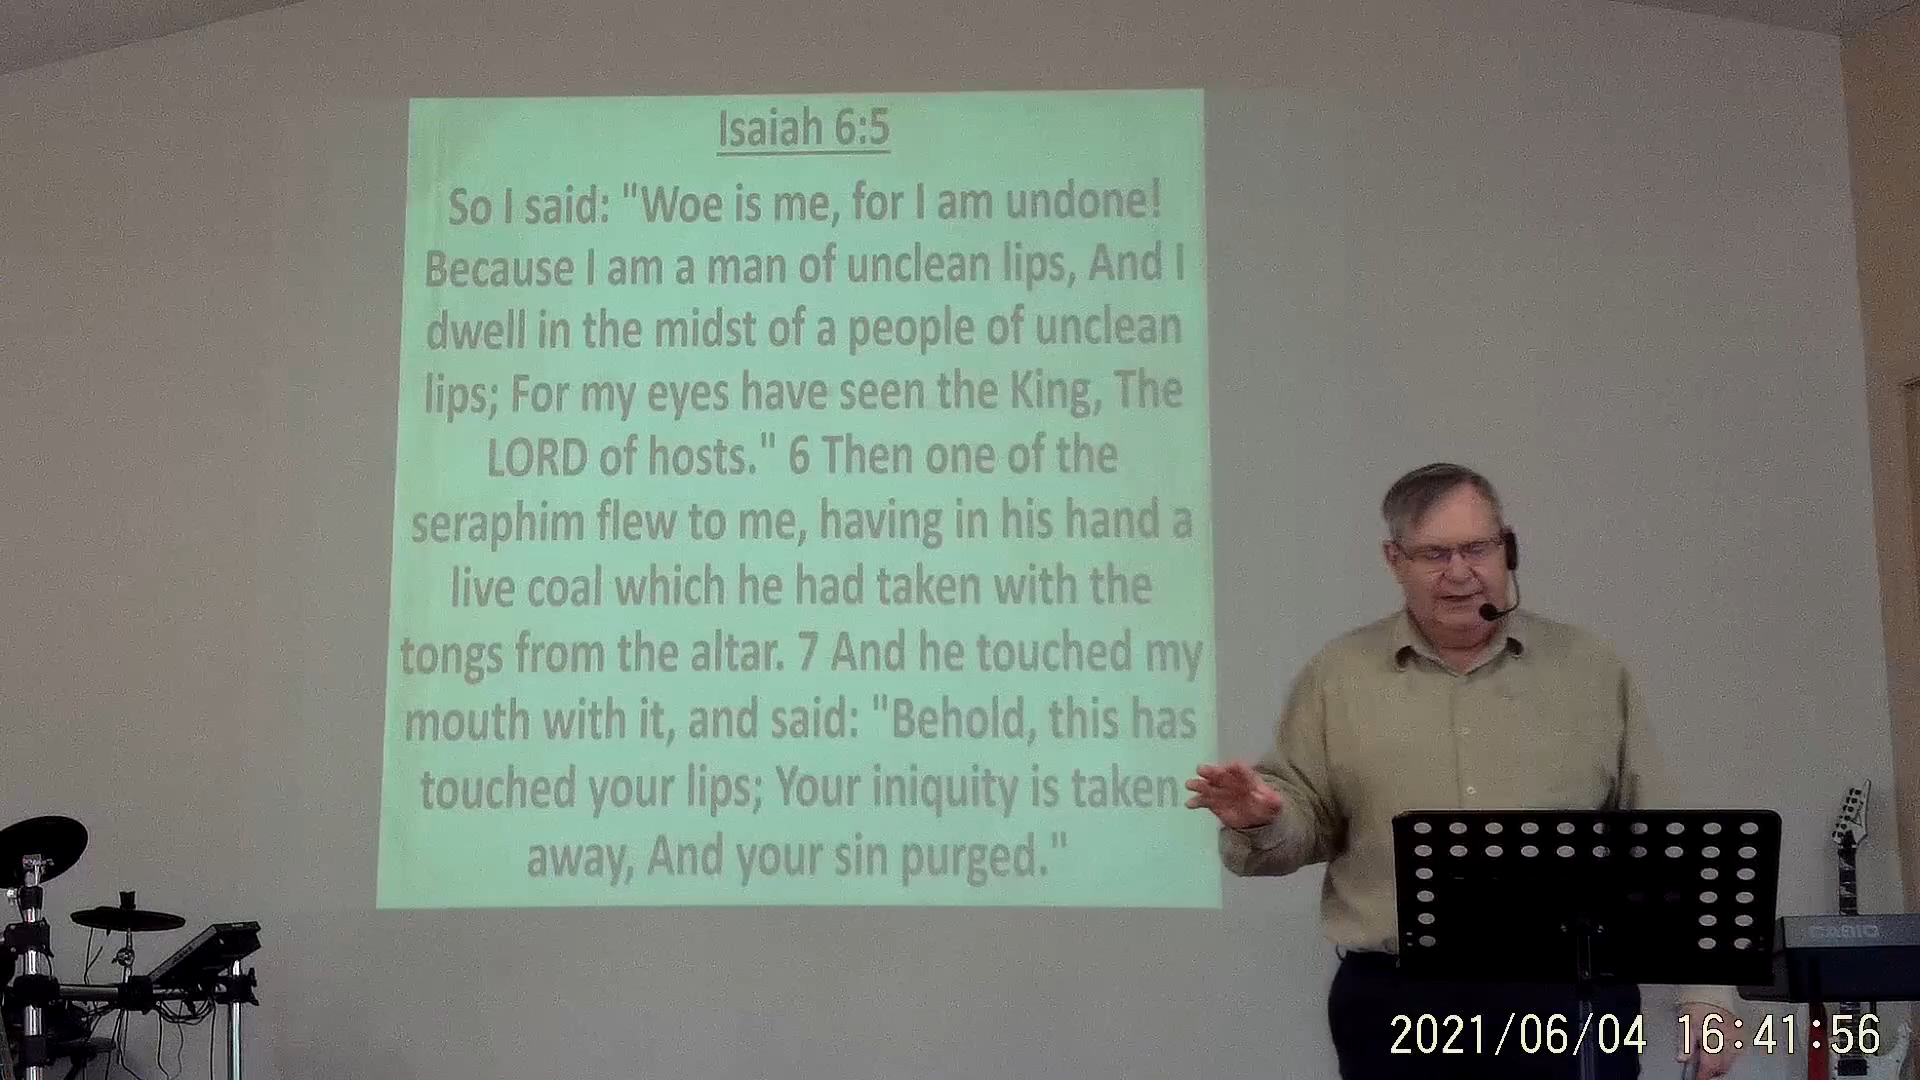 Isaiah 6:5
So I said: "Woe is me, for I am undone!
Because I am a man of unclean lips, And I
dwell in the midst of a people of unclean
lips; For my eyes have seen the King, The
LORD of hosts." 6 Then one of the
seraphim flew to me, having in his hand a
live coal which he had taken with the
tongs from the altar. 7 And he touched my
mouth with it, and said: "Behold, this has
touched your lips; Your iniquity is taken
away, And your sin purged."
CASIO
2021/06/04 16:41:56